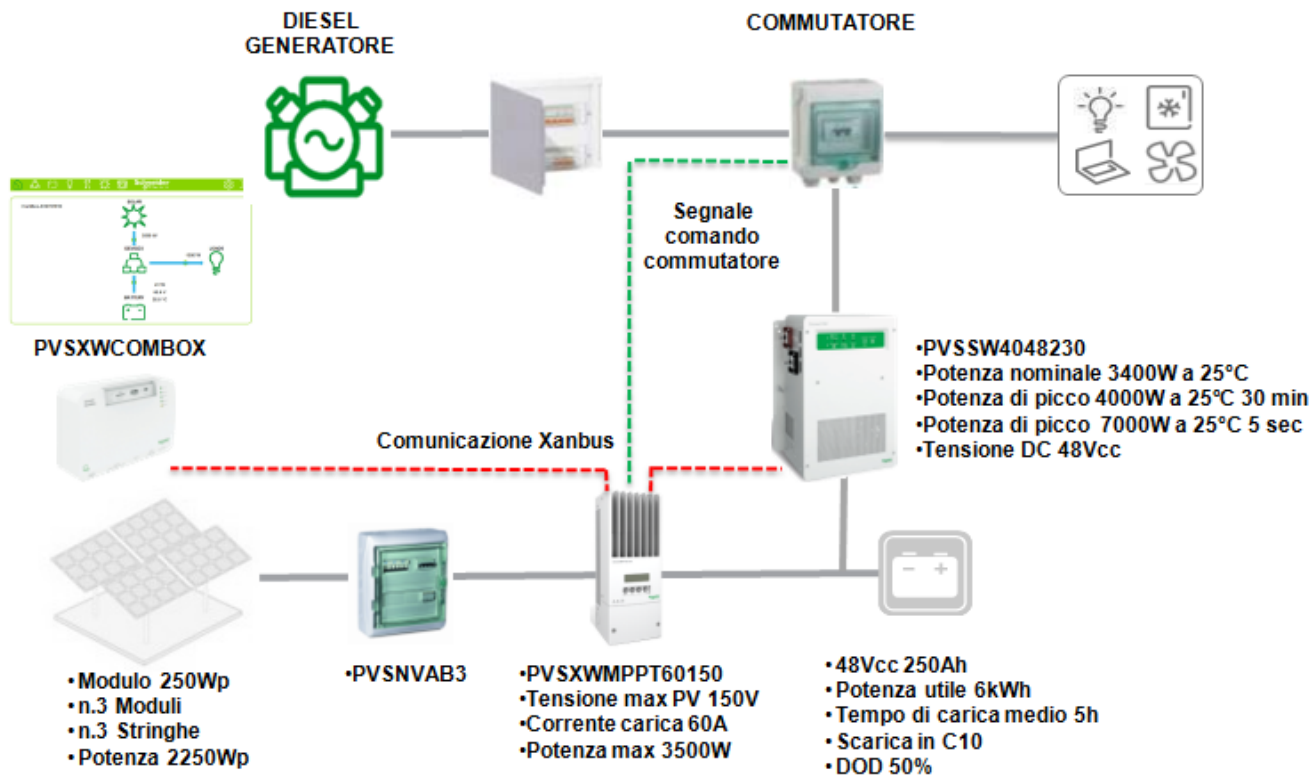 DIESEL
GENERATORE
COMMUTATORE
Schneider
Segnale
comando
commutatore
PVSXWCOMBOX
Comunicazione Xanbus
•PVSSW4048230
•Potenza nominale 3400W a 25°C
•Potenza di picco 4000W a 25°C 30 min
•Potenza di picco 7000W a 25°C 5 sec
•Tensione DC 48Vcc
•Modulo 250Wp
•n.3 Moduli
•n.3 Stringhe
•Potenza 2250Wp
•PVSNVAB3
•PVSXWMPPT60150
•Tensione max PV 150V
•Corrente carica 60A
•Potenza max 3500W
•48Vcc 250Ah
•Potenza utile 6kWh
•Tempo di carica medio 5h
•Scarica in C10
•DOD 50%